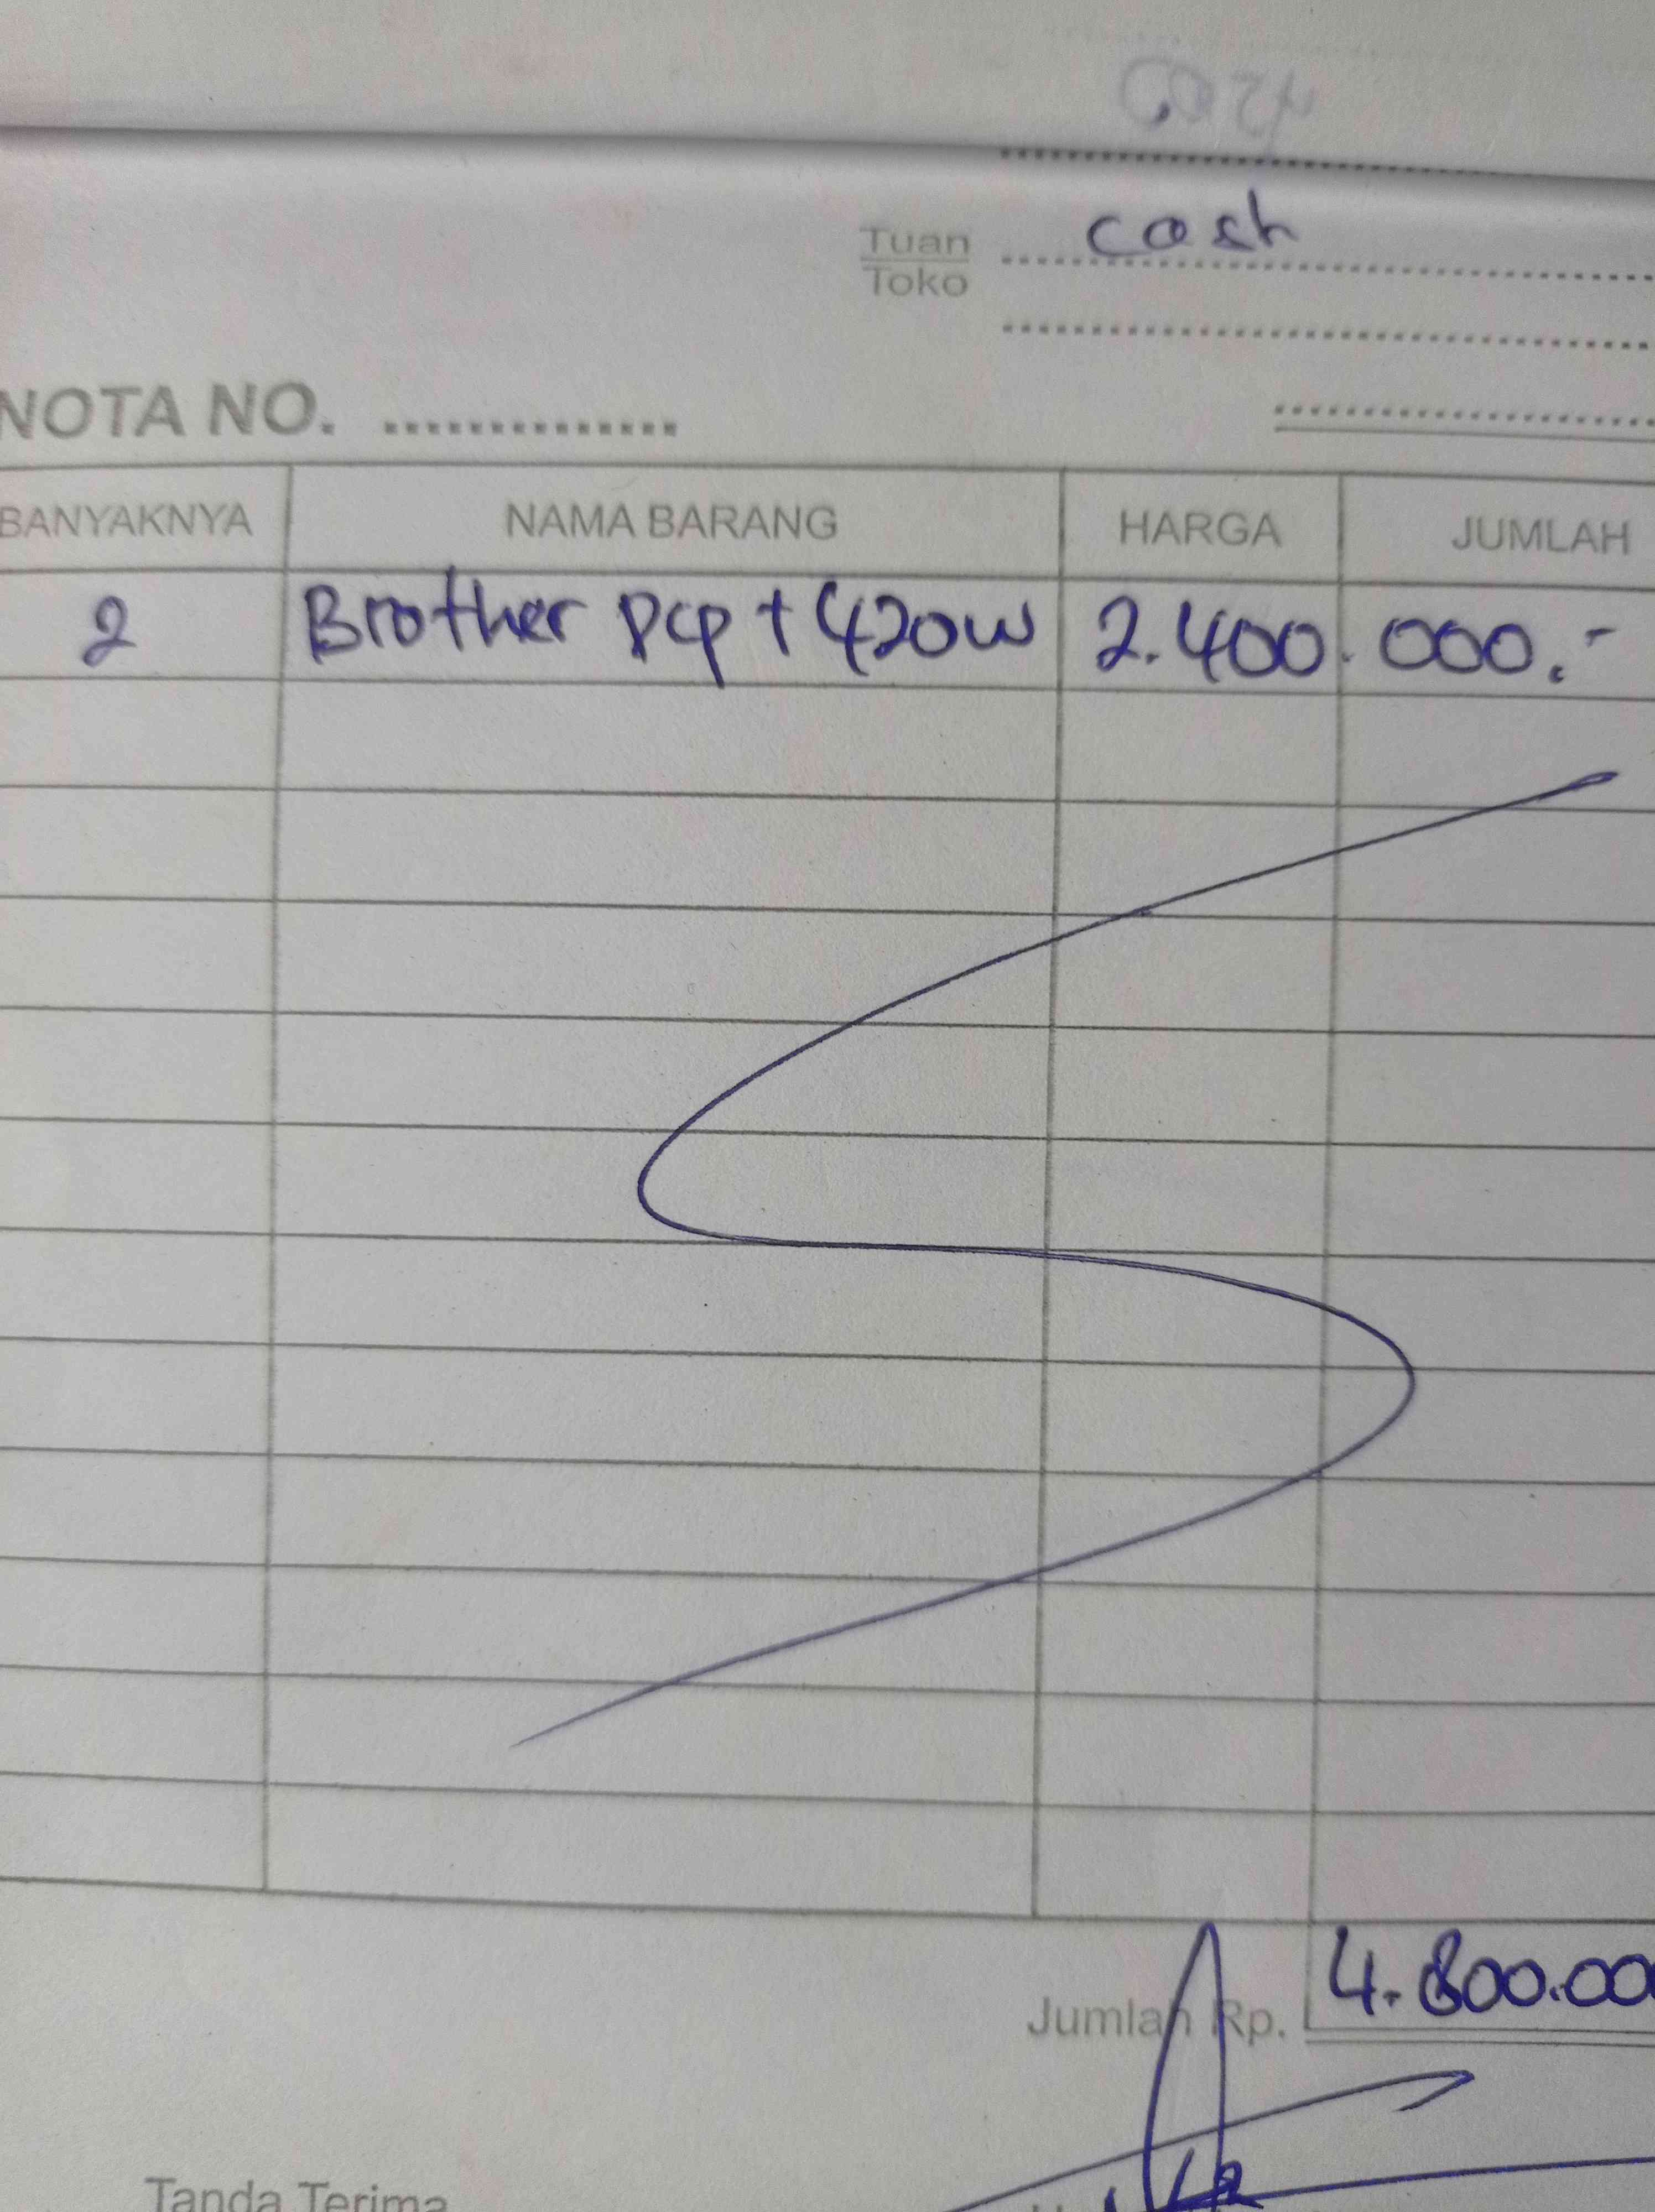 Tuan cash
Toko
NOTA NO.
BANYAKNYA NAMA BARANG HARGA JUMLAH
2 Brother Dcp t 420w 2.400.000.-
Jumlah Rp. 4.800.00
Tanda Terima